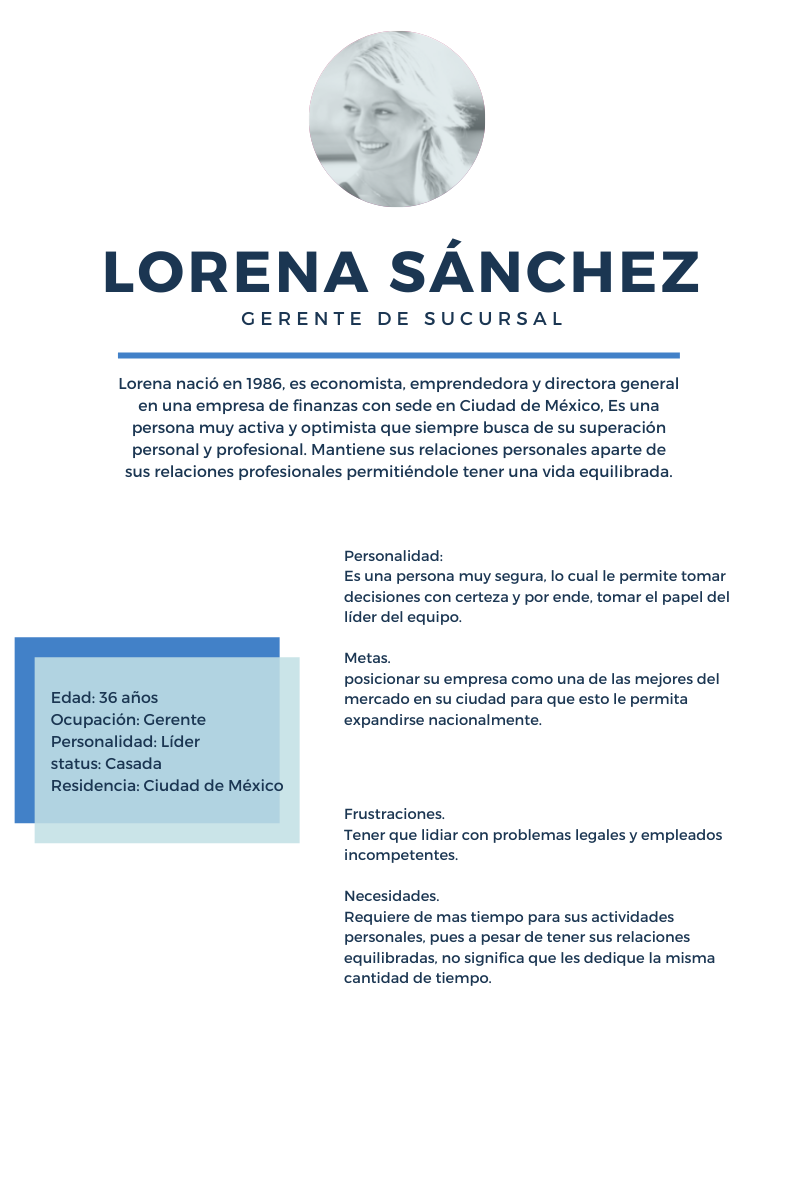 LORENA SÁNCHEZ
GERENTE DE SUCURSAL
Lorena nació en 1986, es economista, emprendedora y directora general
en una empresa de finanzas con sede en Ciudad de México, Es una
persona muy activa y optimista que siempre busca de su superación
personal y profesional. Mantiene sus relaciones personales aparte de
sus relaciones profesionales permitiéndole tener una vida equilibrada.
Edad: 36 años
Ocupación: Gerente
Personalidad: Líder
status: Casada
Residencia: Ciudad de México
Personalidad:
Es una persona muy segura, lo cual le permite tomar
decisiones con certeza y por ende, tomar el papel del
líder del equipo.
Metas.
posicionar su empresa como una de las mejores del
mercado en su ciudad para que esto le permita
expandirse nacionalmente.
Frustraciones.
Tener que lidiar con problemas legales y empleados
incompetentes.
Necesidades.
Requiere de mas tiempo para sus actividades
personales, pues a pesar de tener sus relaciones
equilibradas, no significa que les dedique la misma
cantidad de tiempo.